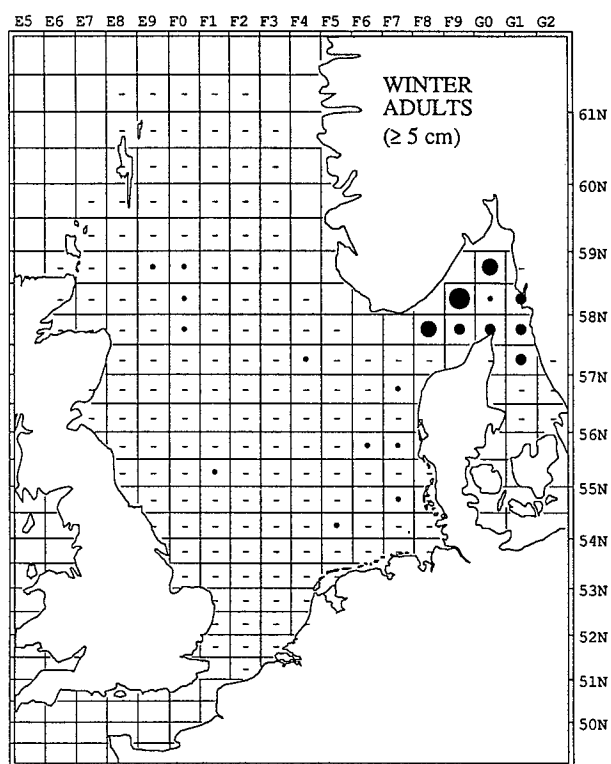 E5 E6 E7 E8 E9 F0 F1 F2 F3 F4 F5 F6 F7 F8 F9 G0 G1 G2
WINTER
ADULTS
(≥ 5 cm)
61N
60N
59N
58N
57N
56N
55N
54N
53N
52N
51N
50N